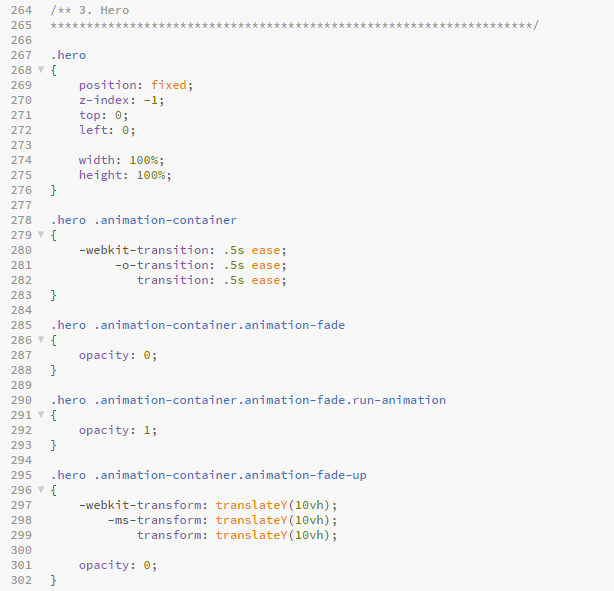 264 /** 3. Hero
265 *******************************************************************/
266
267 .hero
268 {
269     position: fixed;
270     z-index: -1;
271     top: 0;
272     left: 0;
273
274     width: 100%;
275     height: 100%;
276 }
277
278 .hero .animation-container
279 {
280     -webkit-transition: .5s ease;
281          -o-transition: .5s ease;
282             transition: .5s ease;
283 }
284
285 .hero .animation-container.animation-fade
286 {
287     opacity: 0;
288 }
289
290 .hero .animation-container.animation-fade.run-animation
291 {
292     opacity: 1;
293 }
294
295 .hero .animation-container.animation-fade-up
296 {
297     -webkit-transform: translateY(10vh);
298         -ms-transform: translateY(10vh);
299             transform: translateY(10vh);
300
301     opacity: 0;
302 }